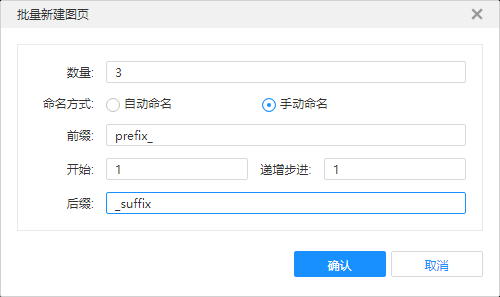 批量新建图页
数量: 3
命名方式: 自动命名 手动命名
前缀: prefix_
开始: 1 递增步进: 1
后缀: _suffix
确认 取消